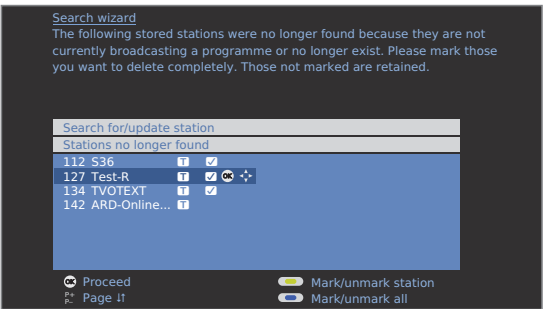 Search wizard
The following stored stations were no longer found because they are not
currently broadcasting a programme or no longer exist. Please mark those
you want to delete completely. Those not marked are retained.
Search for/update station
Stations no longer found
112 S36 T ✓
127 Test-R T ✓ OK
134 TVOTEXT T ✓
142 ARD-Online... T
OK Proceed
Mark/unmark station
P+ P– Page ↓↑
Mark/unmark all